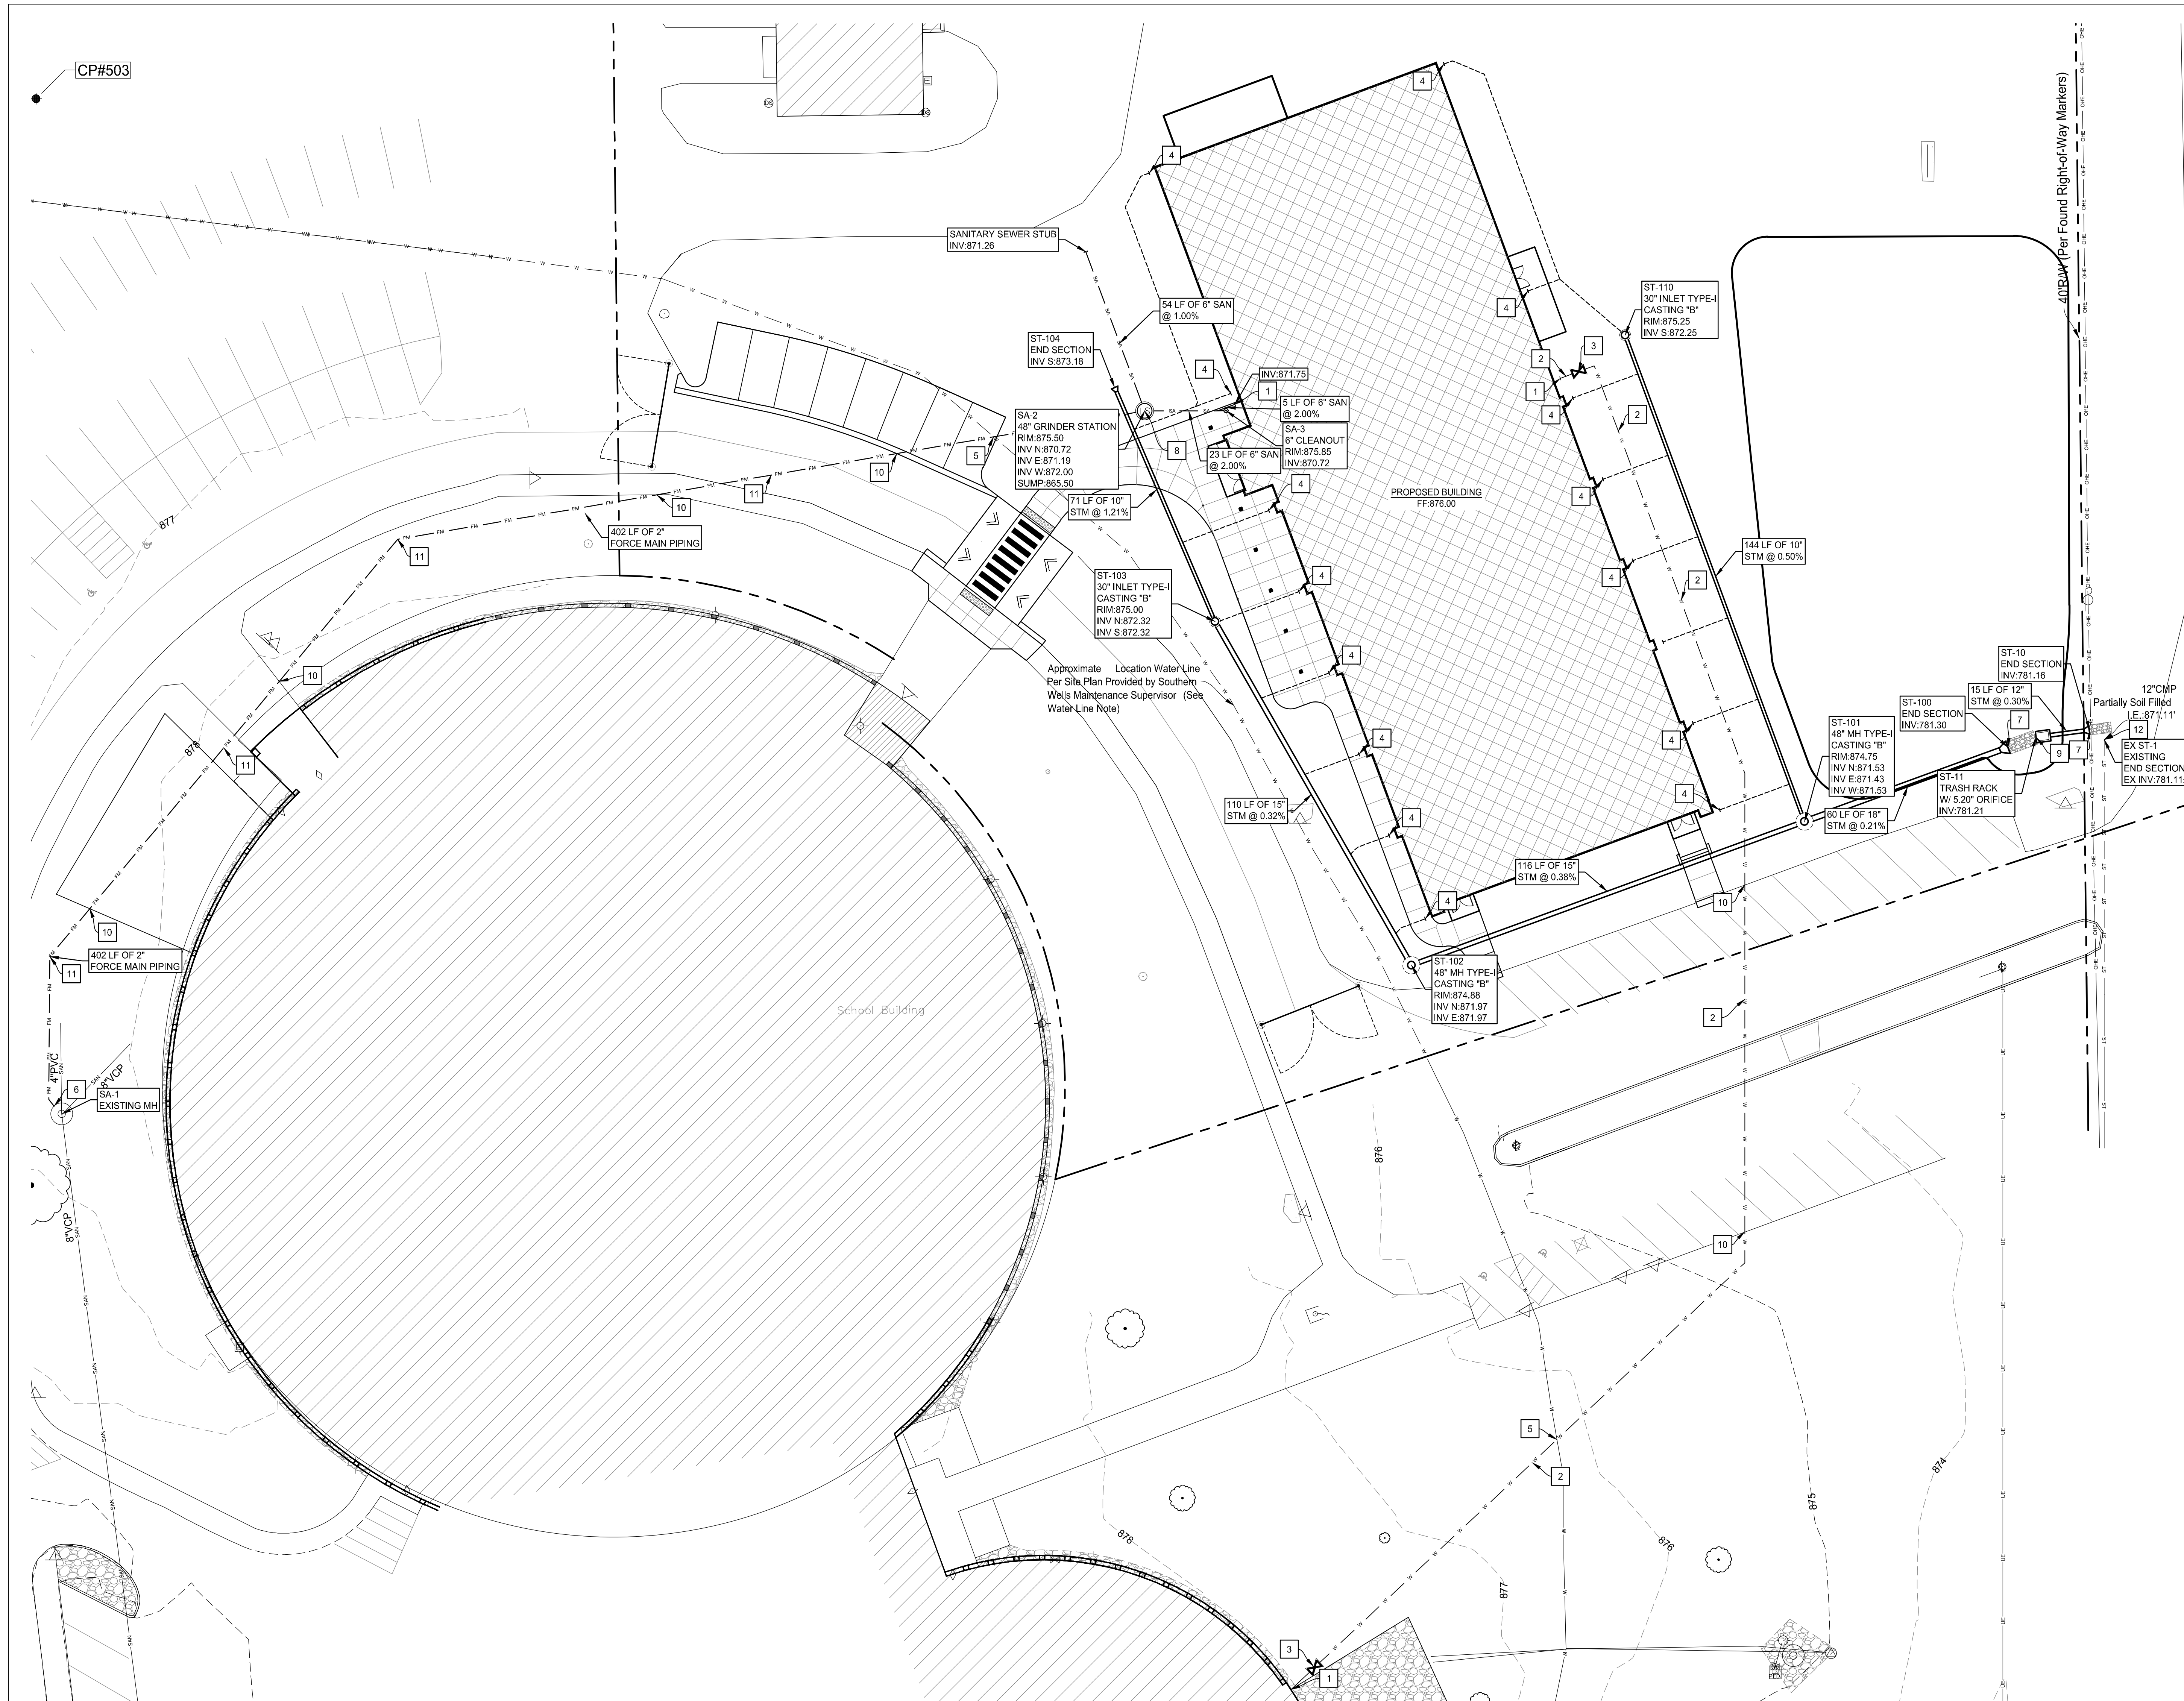 CP#503
40'R/W (Per Found Right-of-Way Markers)
SANITARY SEWER STUB
INV:871.26
54 LF OF 6" SAN
@ 1.00%
ST-104
END SECTION
INV S:873.18
ST-110
30" INLET TYPE-I
CASTING "B"
RIM:875.25
INV S:872.25
INV:871.75
5 LF OF 6" SAN
@ 2.00%
SA-2
48" GRINDER STATION
RIM:875.50
INV N:870.72
INV E:871.19
INV W:872.00
SUMP:865.50
SA-3
6" CLEANOUT
RIM:875.85
INV:870.72
23 LF OF 6" SAN
@ 2.00%
71 LF OF 10"
STM @ 1.21%
PROPOSED BUILDING
FF:876.00
402 LF OF 2"
FORCE MAIN PIPING
144 LF OF 10"
STM @ 0.50%
ST-103
30" INLET TYPE-I
CASTING "B"
RIM:875.00
INV N:872.32
INV S:872.32
Approximate Location Water Line
Per Site Plan Provided by Southern
Wells Maintenance Supervisor (See
Water Line Note)
ST-10
END SECTION
INV:781.16
15 LF OF 12"
STM @ 0.30%
ST-100
END SECTION
INV:781.30
12"CMP
Partially Soil Filled
I.E.:871.11'
ST-101
48" MH TYPE-I
CASTING "B"
RIM:874.75
INV N:871.53
INV E:871.43
INV W:871.53
EX ST-1
EXISTING
END SECTION
EX INV:781.11±
ST-11
TRASH RACK
W/ 5.20" ORIFICE
INV:781.21
60 LF OF 18"
STM @ 0.21%
110 LF OF 15"
STM @ 0.32%
116 LF OF 15"
STM @ 0.38%
ST-102
48" MH TYPE-I
CASTING "B"
RIM:874.88
INV N:871.97
INV E:871.97
402 LF OF 2"
FORCE MAIN PIPING
School Building
4"PVC
8"VCP
SA-1
EXISTING MH
8"VCP
877
878
876
874
875
876
877
878